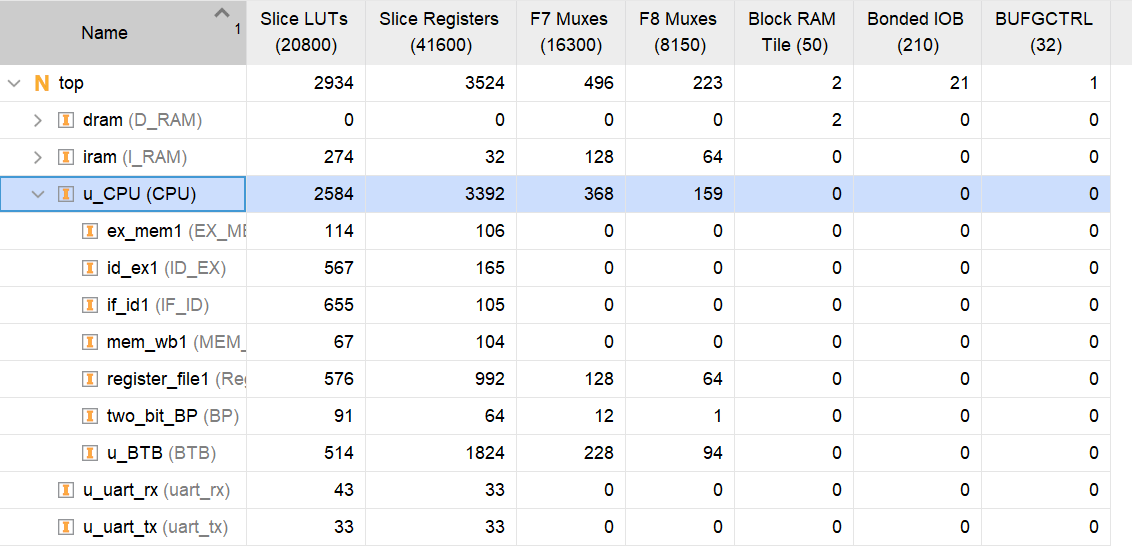 Name 1 Slice LUTs (20800) Slice Registers (41600) F7 Muxes (16300) F8 Muxes (8150) Block RAM Tile (50) Bonded IOB (210) BUFGCTRL (32)
N top 2934 3524 496 223 2 21 1
I dram (D_RAM) 0 0 0 0 2 0 0
I iram (I_RAM) 274 32 128 64 0 0 0
I u_CPU (CPU) 2584 3392 368 159 0 0 0
I ex_mem1 (EX_ME 114 106 0 0 0 0 0
I id_ex1 (ID_EX) 567 165 0 0 0 0 0
I if_id1 (IF_ID) 655 105 0 0 0 0 0
I mem_wb1 (MEM_ 67 104 0 0 0 0 0
I register_file1 (Reg 576 992 128 64 0 0 0
I two_bit_BP (BP) 91 64 12 1 0 0 0
I u_BTB (BTB) 514 1824 228 94 0 0 0
I u_uart_rx (uart_rx) 43 33 0 0 0 0 0
I u_uart_tx (uart_tx) 33 33 0 0 0 0 0